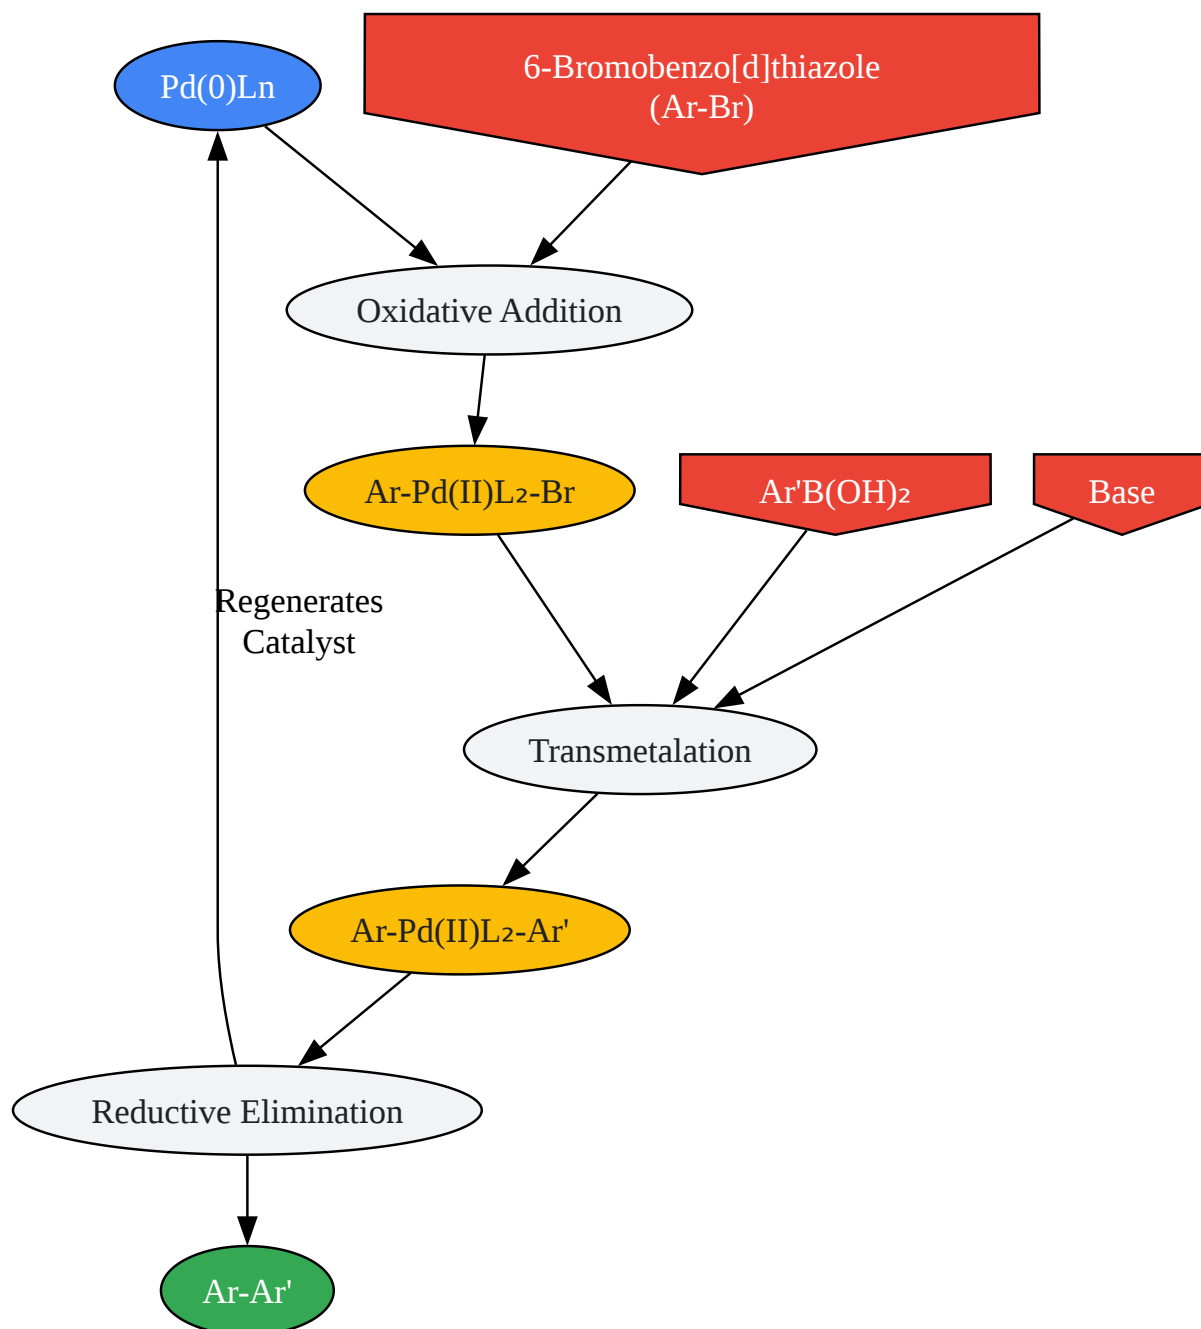 Pd(0)Ln
6-Bromobenzo[d]thiazole
(Ar-Br)
Oxidative Addition
Ar-Pd(II)L₂-Br
Ar'B(OH)₂
Base
Regenerates
Catalyst
Transmetalation
Ar-Pd(II)L₂-Ar'
Reductive Elimination
Ar-Ar'